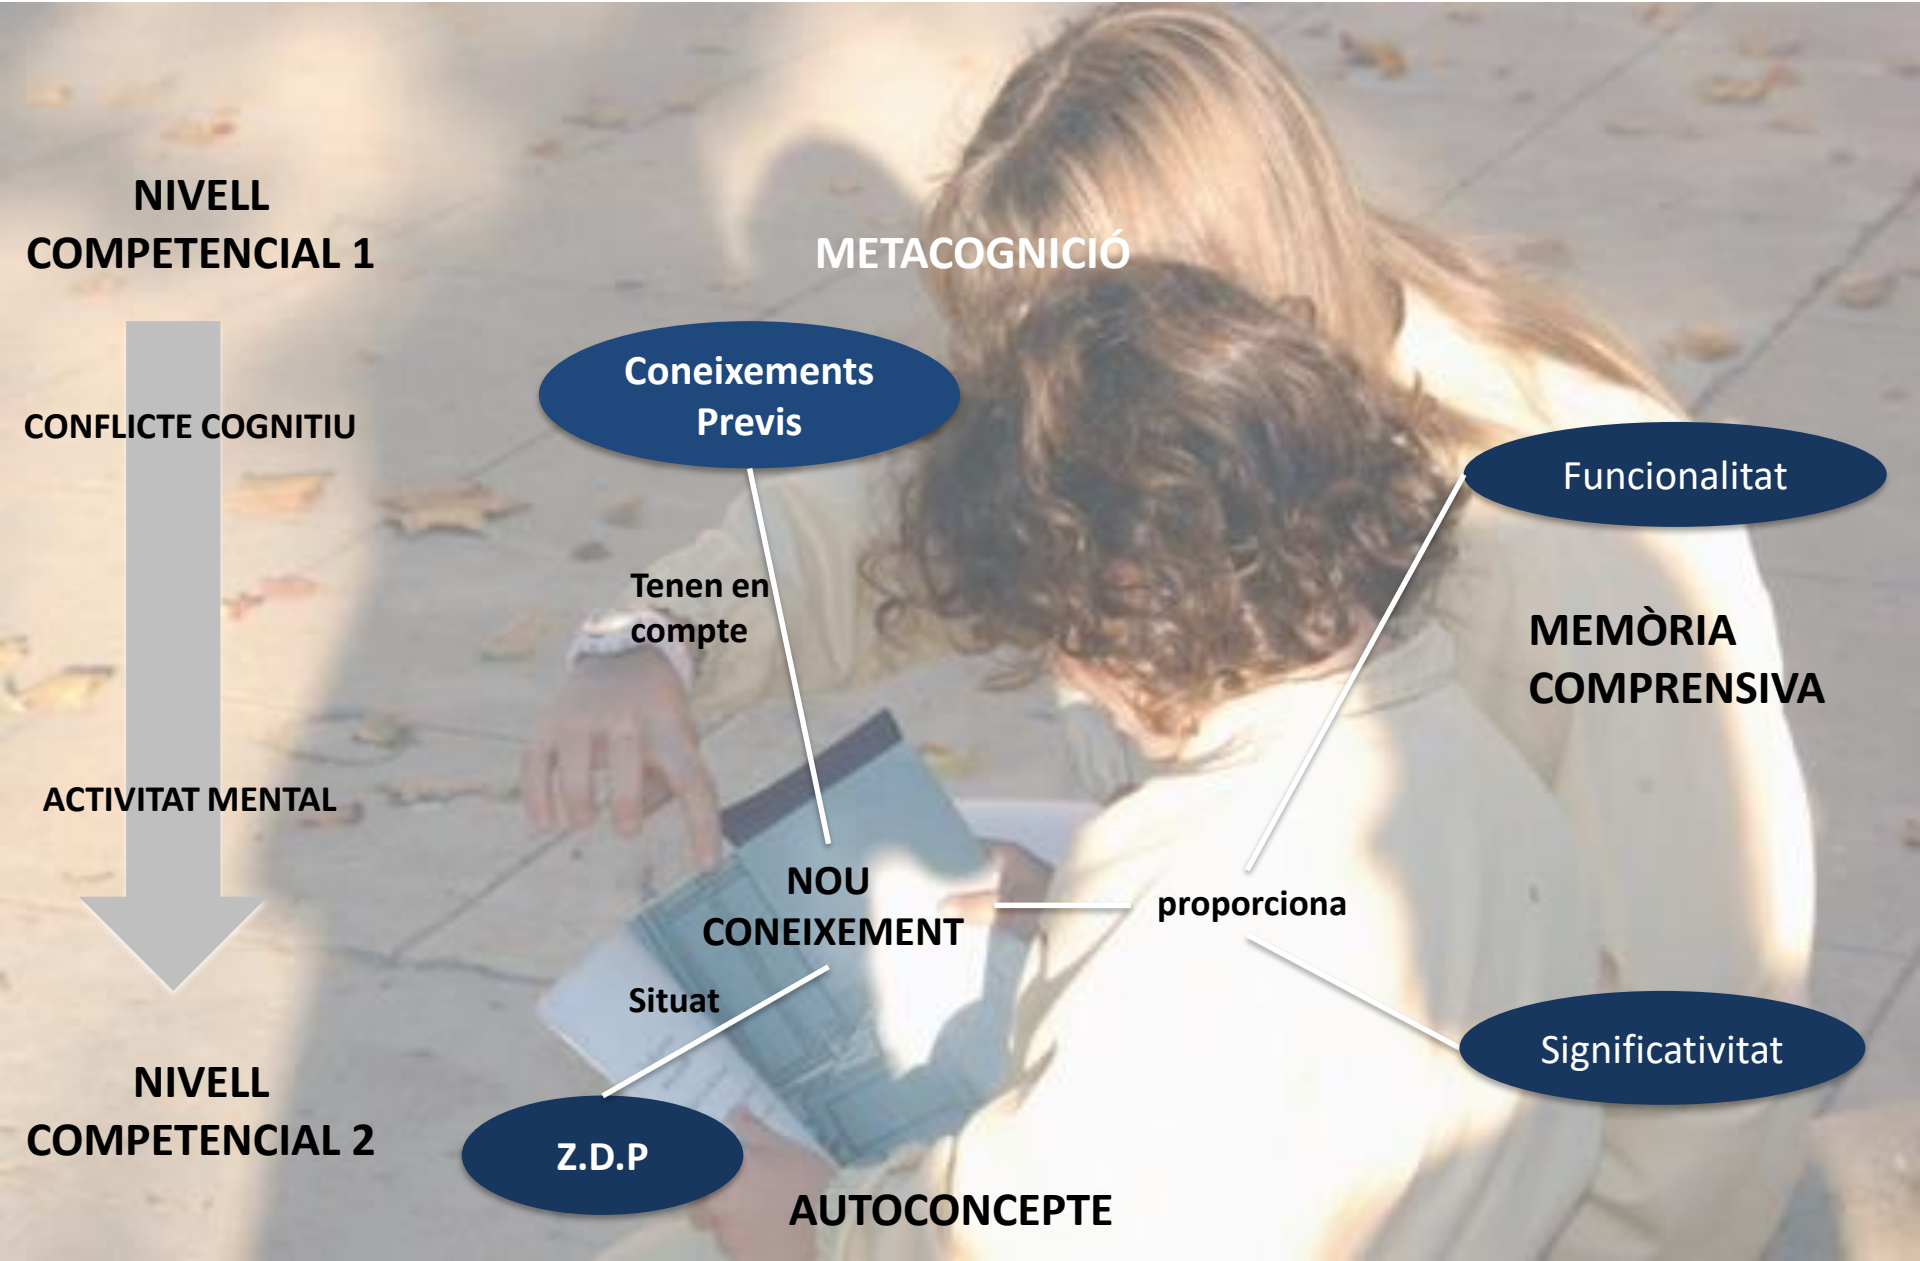 NIVELL
COMPETENCIAL 1
METACOGNICIÓ
Coneixements
Previs
CONFLICTE COGNITIU
Funcionalitat
Tenen en
compte
MEMÒRIA
COMPRENSIVA
ACTIVITAT MENTAL
NOU
CONEIXEMENT
proporciona
Situat
Significativitat
NIVELL
COMPETENCIAL 2
Z.D.P
AUTOCONCEPTE